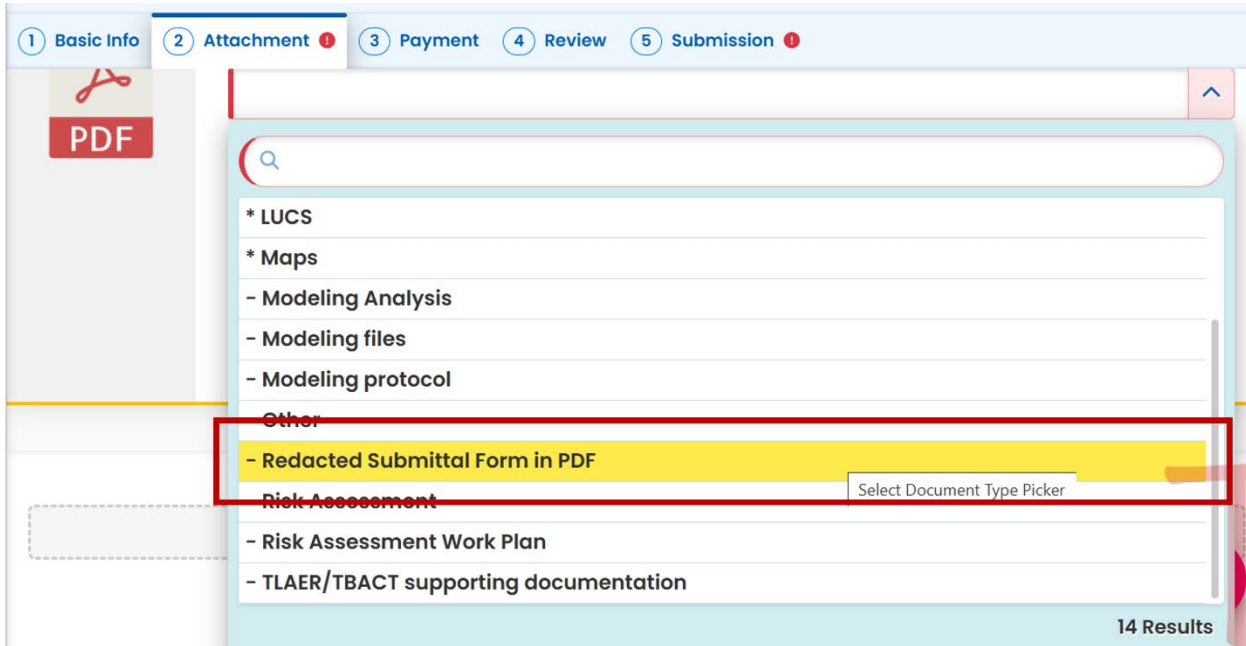 1 Basic Info 2 Attachment ! 3 Payment 4 Review 5 Submission !
PDF
* LUCS
* Maps
- Modeling Analysis
- Modeling files
- Modeling protocol
- Other
- Redacted Submittal Form in PDF
Select Document Type Picker
- Risk Assessment
- Risk Assessment Work Plan
- TLAER/TBACT supporting documentation
14 Results